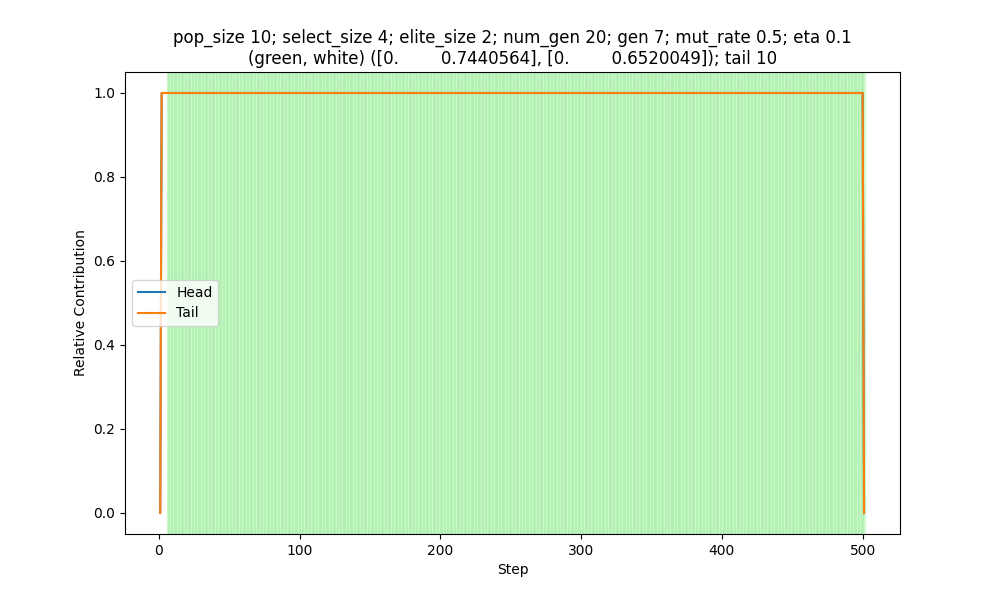 pop_size 10; select_size 4; elite_size 2; num_gen 20; gen 7; mut_rate 0.5; eta 0.1
(green, white) ([0.         0.7440564], [0.         0.6520049]); tail 10
1.0
0.8
0.6
0.4
0.2
0.0
Relative Contribution
Head
Tail
0
100
200
300
400
500
Step